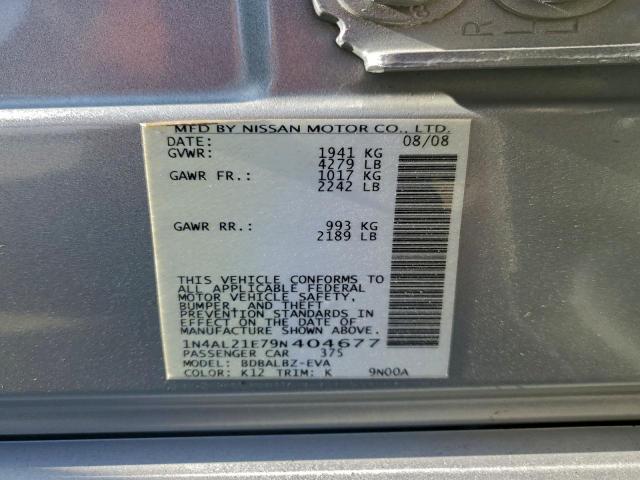 MFD BY NISSAN MOTOR CO., LTD.
DATE: 08/08
GVWR: 1941 KG
4279 LB
GAWR FR.: 1017 KG
2242 LB
GAWR RR.: 993 KG
2189 LB
THIS VEHICLE CONFORMS TO
ALL APPLICABLE FEDERAL
MOTOR VEHICLE SAFETY,
BUMPER, AND THEFT
PREVENTION STANDARDS IN
EFFECT ON THE DATE OF
MANUFACTURE SHOWN ABOVE.
1N4AL21E79N404677
PASSENGER CAR 375
MODEL: BDBALBZ-EVA
COLOR: K12 TRIM: K 9N00A
R
L
L